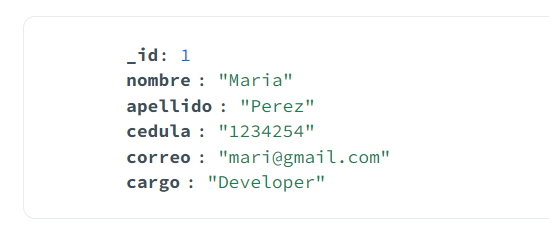 _id: 1
nombre : "Maria"
apellido : "Perez"
cedula : "1234254"
correo : "mari@gmail.com"
cargo : "Developer"